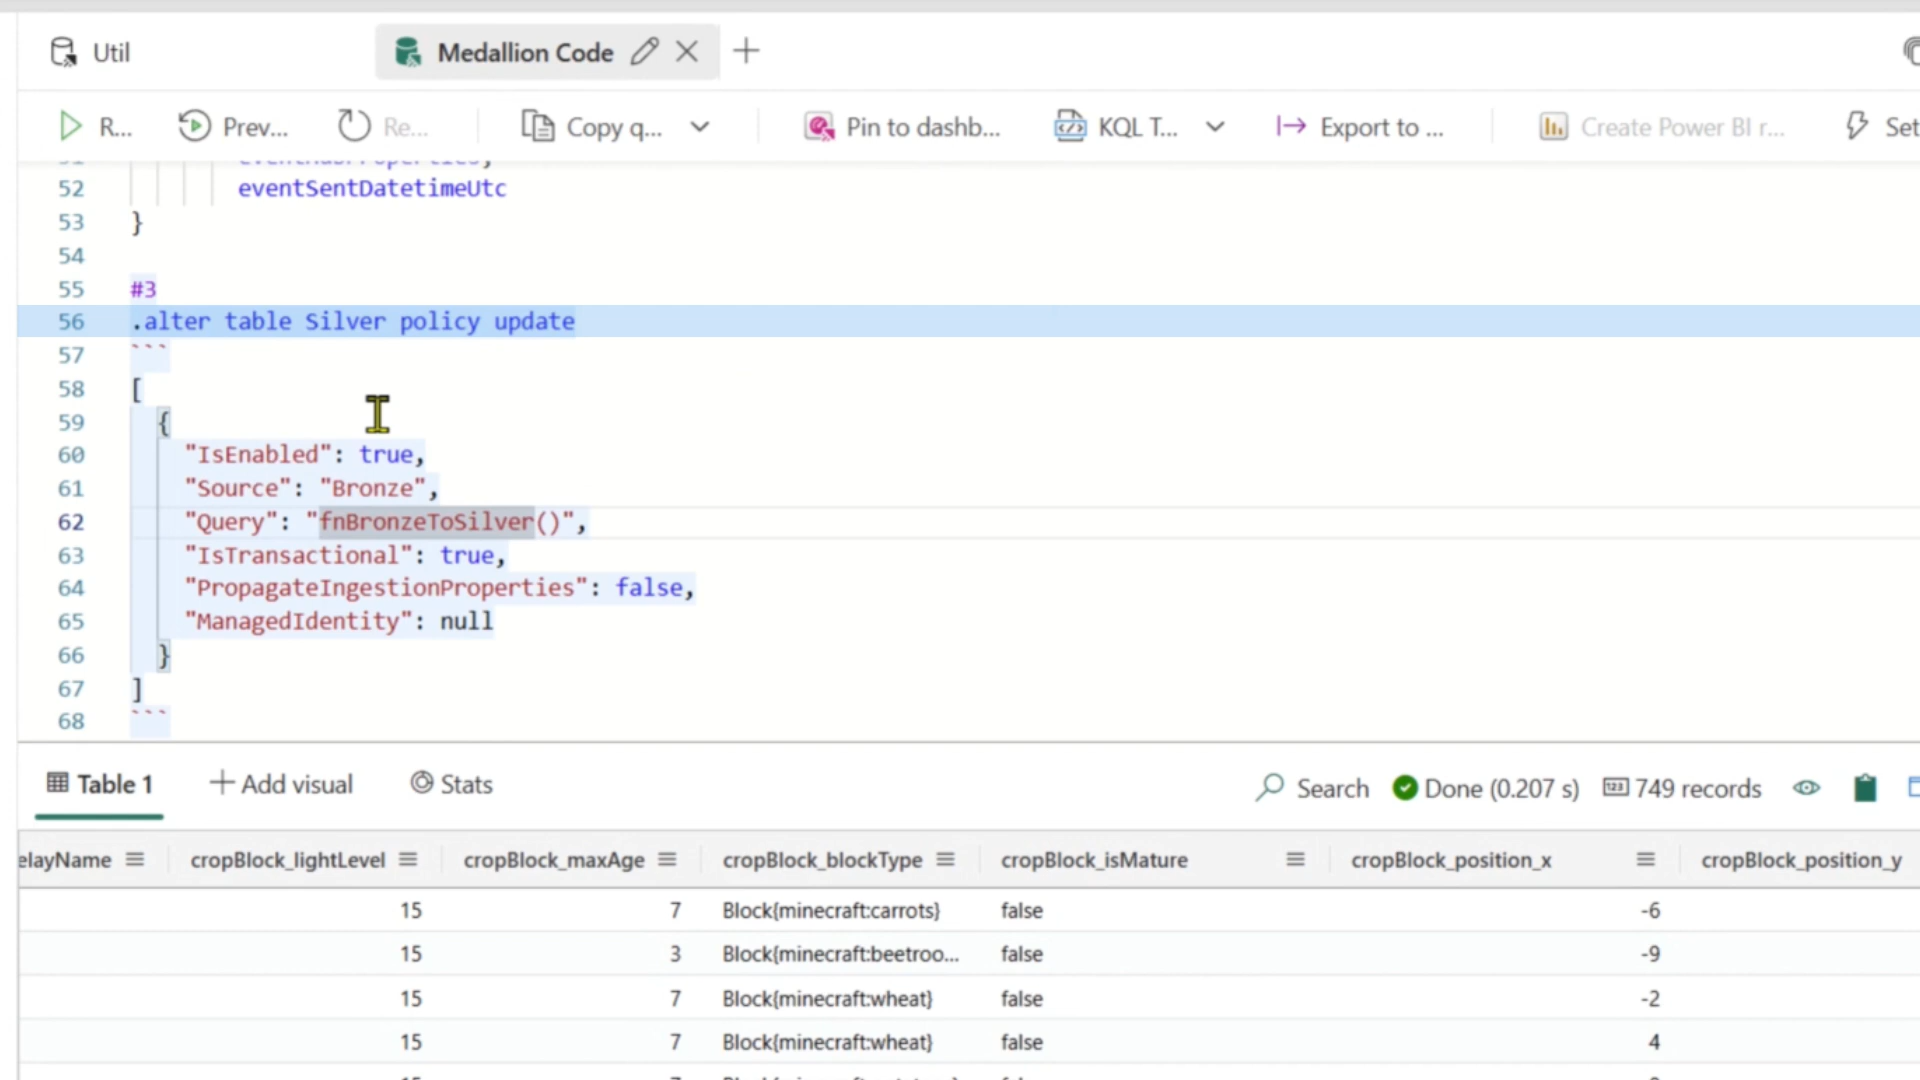 Util
Medallion Code
R...
Prev...
Re...
Copy q...
Pin to dashb...
KQL T...
Export to ...
Create Power BI r...
Set
52 eventSentDatetimeUtc
53 }
54
55 #3
56 .alter table Silver policy update
57 ```
58 [
59 {
60 "IsEnabled": true,
61 "Source": "Bronze",
62 "Query": "fnBronzeToSilver()",
63 "IsTransactional": true,
64 "PropagateIngestionProperties": false,
65 "ManagedIdentity": null
66 }
67 ]
68 ```
Table 1
Add visual
Stats
Search
Done (0.207 s)
749 records
elayName cropBlock_lightLevel cropBlock_maxAge cropBlock_blockType cropBlock_isMature cropBlock_position_x cropBlock_position_y
15 7 Block{minecraft:carrots} false -6
15 3 Block{minecraft:beetroo... false -9
15 7 Block{minecraft:wheat} false -2
15 7 Block{minecraft:wheat} false 4